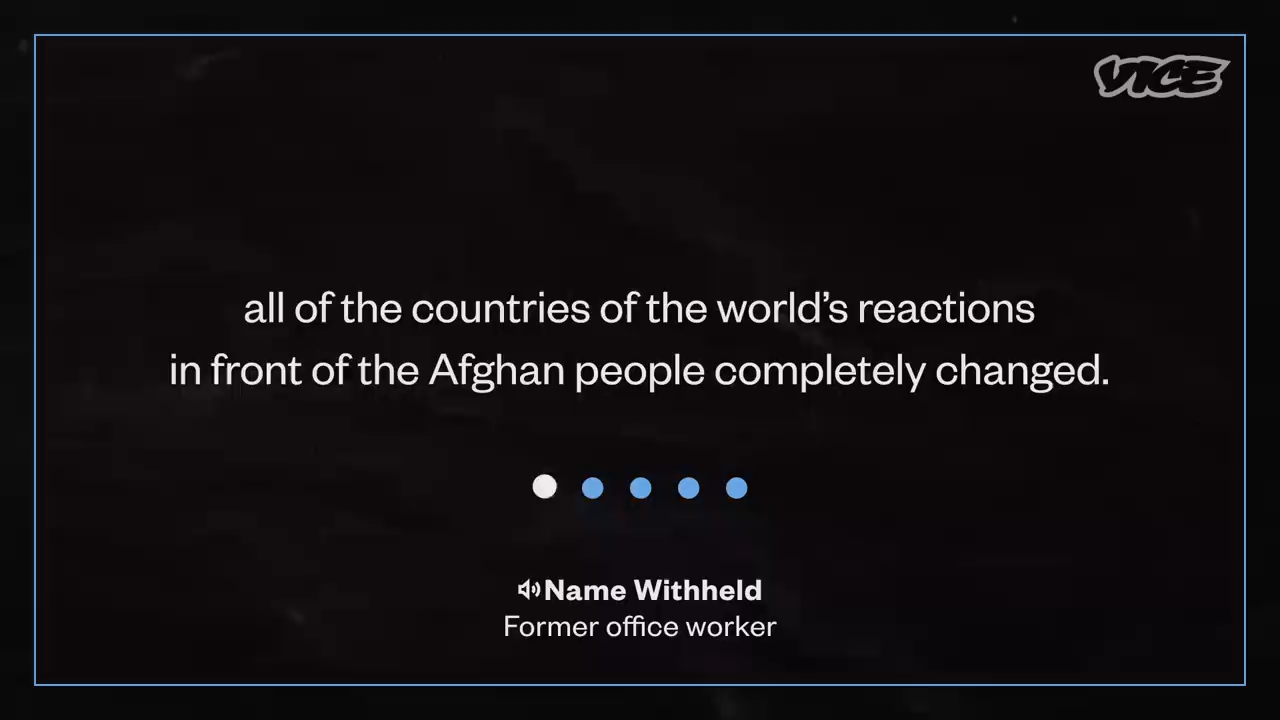 VICE
all of the countries of the world’s reactions
in front of the Afghan people completely changed.
Name Withheld
Former office worker